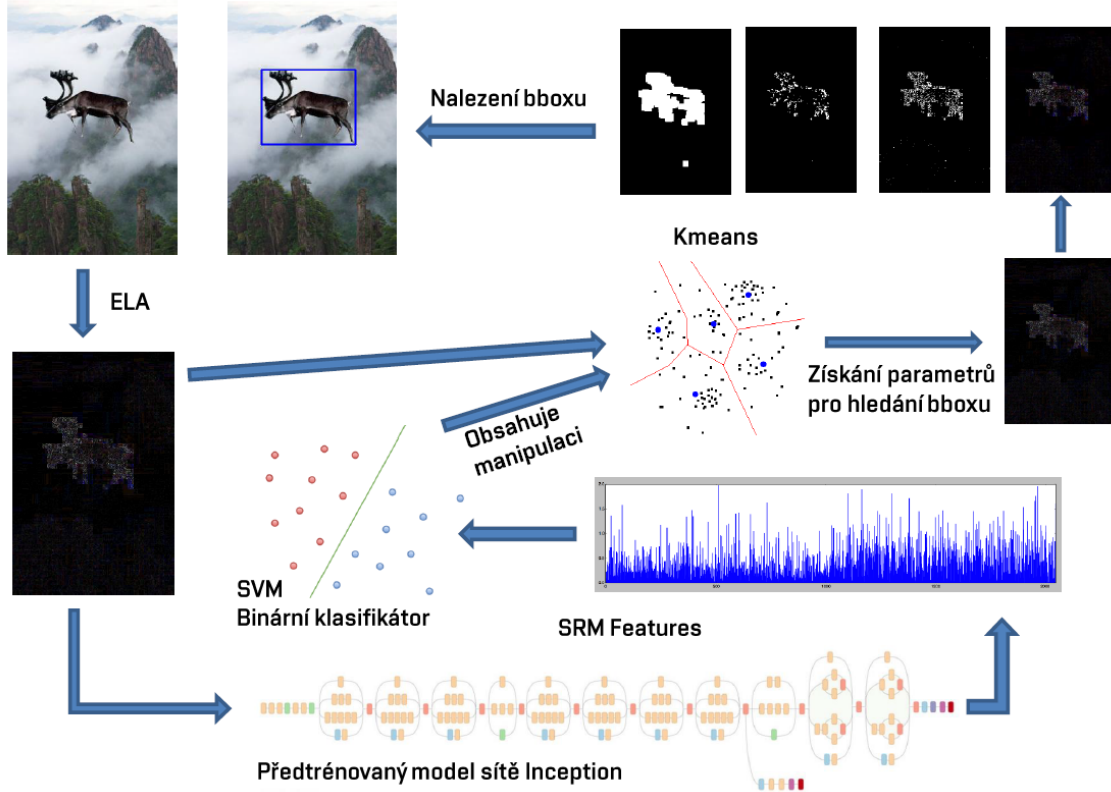 Nalezení bboxu
Kmeans
ELA
Získání parametrů
pro hledání bboxu
Obsahuje
manipulaci
SVM
Binární klasifikátor
SRM Features
Předtrénovaný model sítě Inception